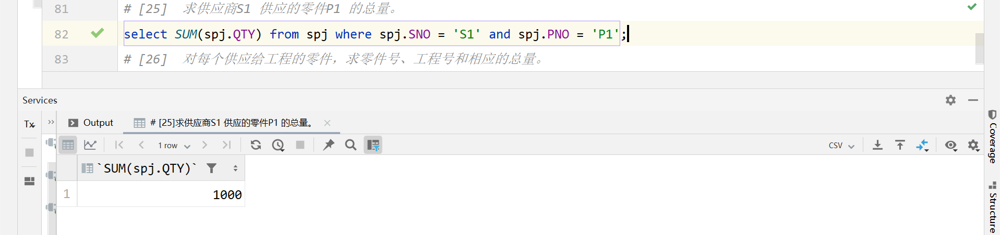 81 # [25] 求供应商S1 供应的零件P1 的总量。
82 select SUM(spj.QTY) from spj where spj.SNO = 'S1' and spj.PNO = 'P1';
83 # [26] 对每个供应给工程的零件，求零件号、工程号和相应的总量。
Services
Tx
Output # [25]求供应商S1 供应的零件P1 的总量。
1 row CSV
`SUM(spj.QTY)`
1 1000
Coverage
Structure